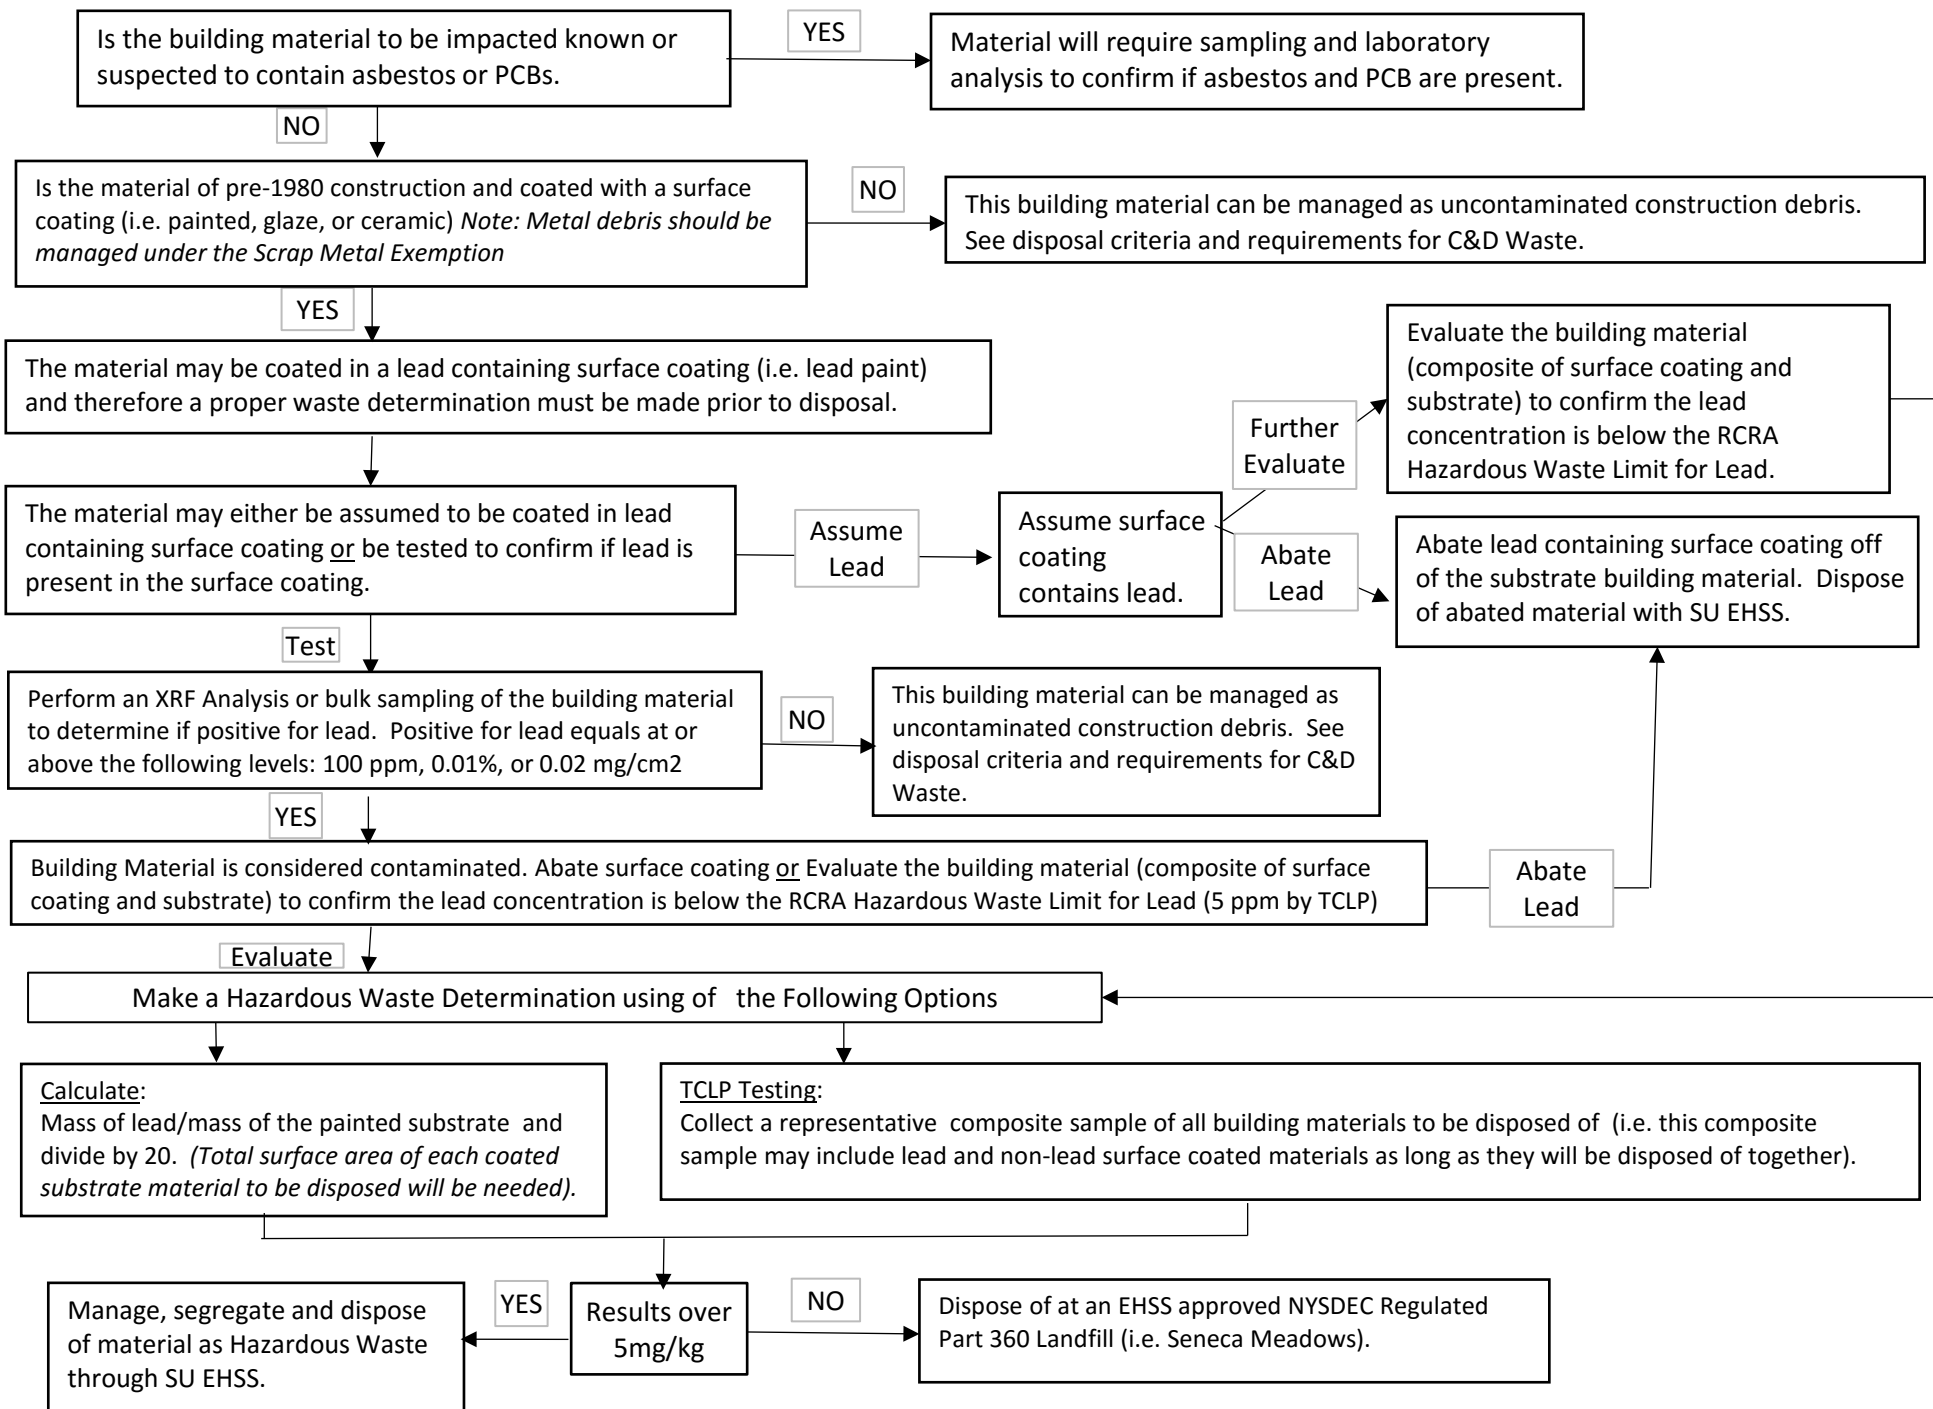 Is the building material to be impacted known or
suspected to contain asbestos or PCBs.
YES
Material will require sampling and laboratory
analysis to confirm if asbestos and PCB are present.
NO
Is the material of pre-1980 construction and coated with a surface
coating (i.e. painted, glaze, or ceramic) Note: Metal debris should be
managed under the Scrap Metal Exemption
NO
This building material can be managed as uncontaminated construction debris.
See disposal criteria and requirements for C&D Waste.
YES
The material may be coated in a lead containing surface coating (i.e. lead paint)
and therefore a proper waste determination must be made prior to disposal.
The material may either be assumed to be coated in lead
containing surface coating or be tested to confirm if lead is
present in the surface coating.
Assume
Lead
Assume surface
coating
contains lead.
Further
Evaluate
Evaluate the building material
(composite of surface coating and
substrate) to confirm the lead
concentration is below the RCRA
Hazardous Waste Limit for Lead.
Abate
Lead
Abate lead containing surface coating off
of the substrate building material.  Dispose
of abated material with SU EHSS.
Test
Perform an XRF Analysis or bulk sampling of the building material
to determine if positive for lead.  Positive for lead equals at or
above the following levels: 100 ppm, 0.01%, or 0.02 mg/cm2
NO
This building material can be managed as
uncontaminated construction debris.  See
disposal criteria and requirements for C&D
Waste.
YES
Building Material is considered contaminated. Abate surface coating or Evaluate the building material (composite of surface
coating and substrate) to confirm the lead concentration is below the RCRA Hazardous Waste Limit for Lead (5 ppm by TCLP)
Abate
Lead
Evaluate
Make a Hazardous Waste Determination using of   the Following Options
Calculate:
Mass of lead/mass of the painted substrate  and
divide by 20.  (Total surface area of each coated
substrate material to be disposed will be needed).
TCLP Testing:
Collect a representative  composite sample of all building materials to be disposed of  (i.e. this composite
sample may include lead and non-lead surface coated materials as long as they will be disposed of together).
Manage, segregate and dispose
of material as Hazardous Waste
through SU EHSS.
YES
Results over
5mg/kg
NO
Dispose of at an EHSS approved NYSDEC Regulated
Part 360 Landfill (i.e. Seneca Meadows).